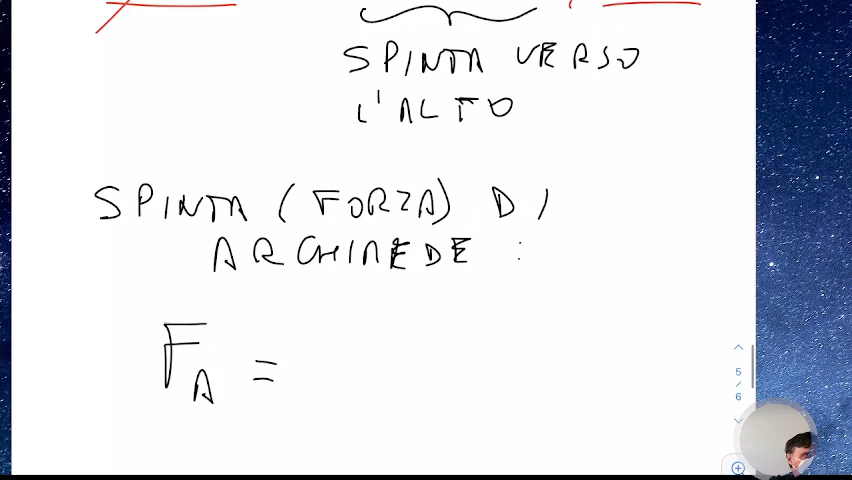 SPINTA VERSO
L'ALTO
SPINTA (FORZA) DI
ARCHIMEDE :
F_A =
5
/
6